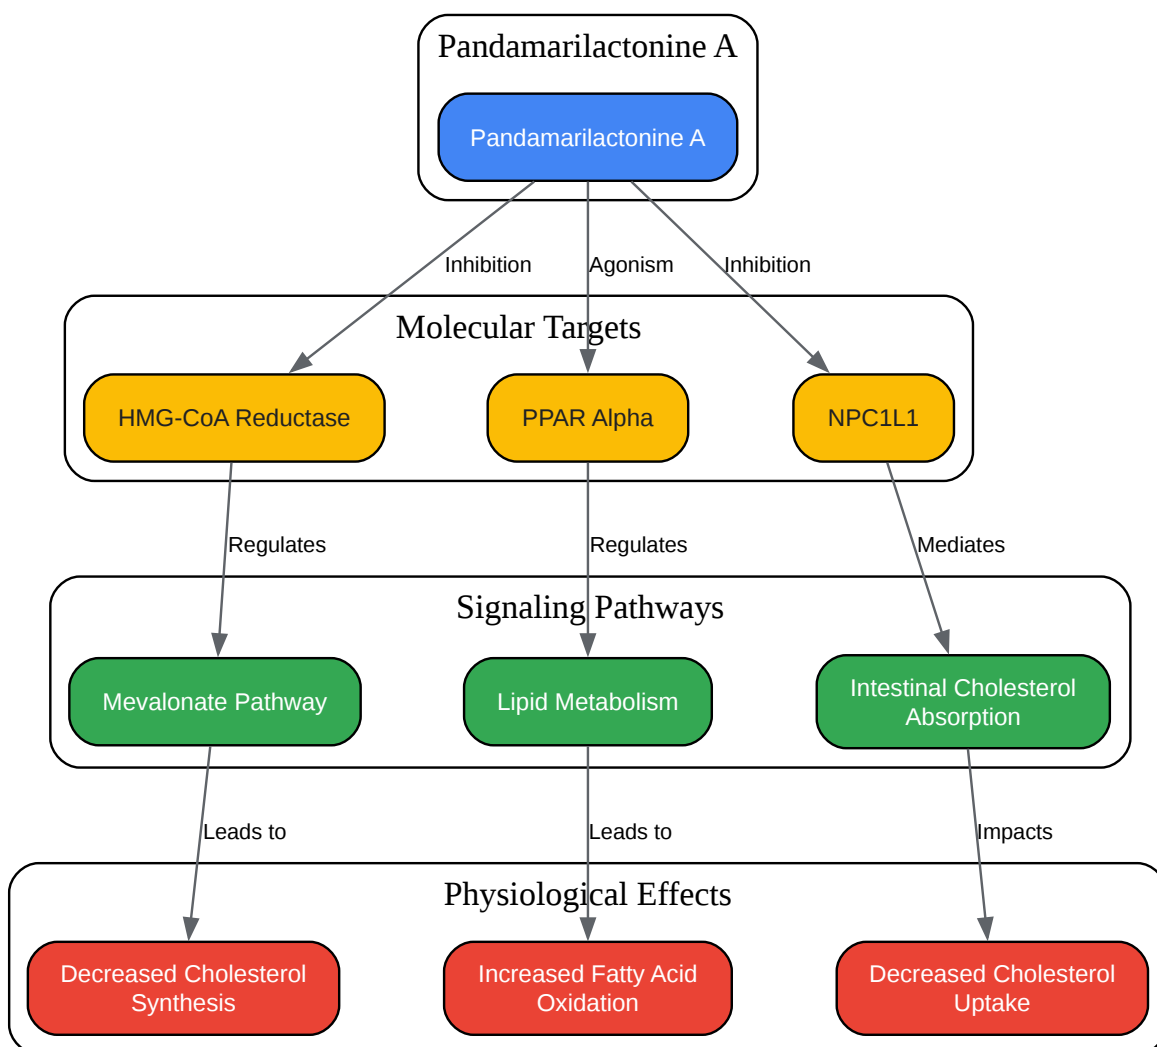 Pandamarilactonine A
Pandamarilactonine A
Inhibition
Agonism
Inhibition
Molecular Targets
HMG-CoA Reductase
PPAR Alpha
NPC1L1
Regulates
Regulates
Mediates
Signaling Pathways
Mevalonate Pathway
Lipid Metabolism
Intestinal Cholesterol
Absorption
Leads to
Leads to
Impacts
Physiological Effects
Decreased Cholesterol
Synthesis
Increased Fatty Acid
Oxidation
Decreased Cholesterol
Uptake